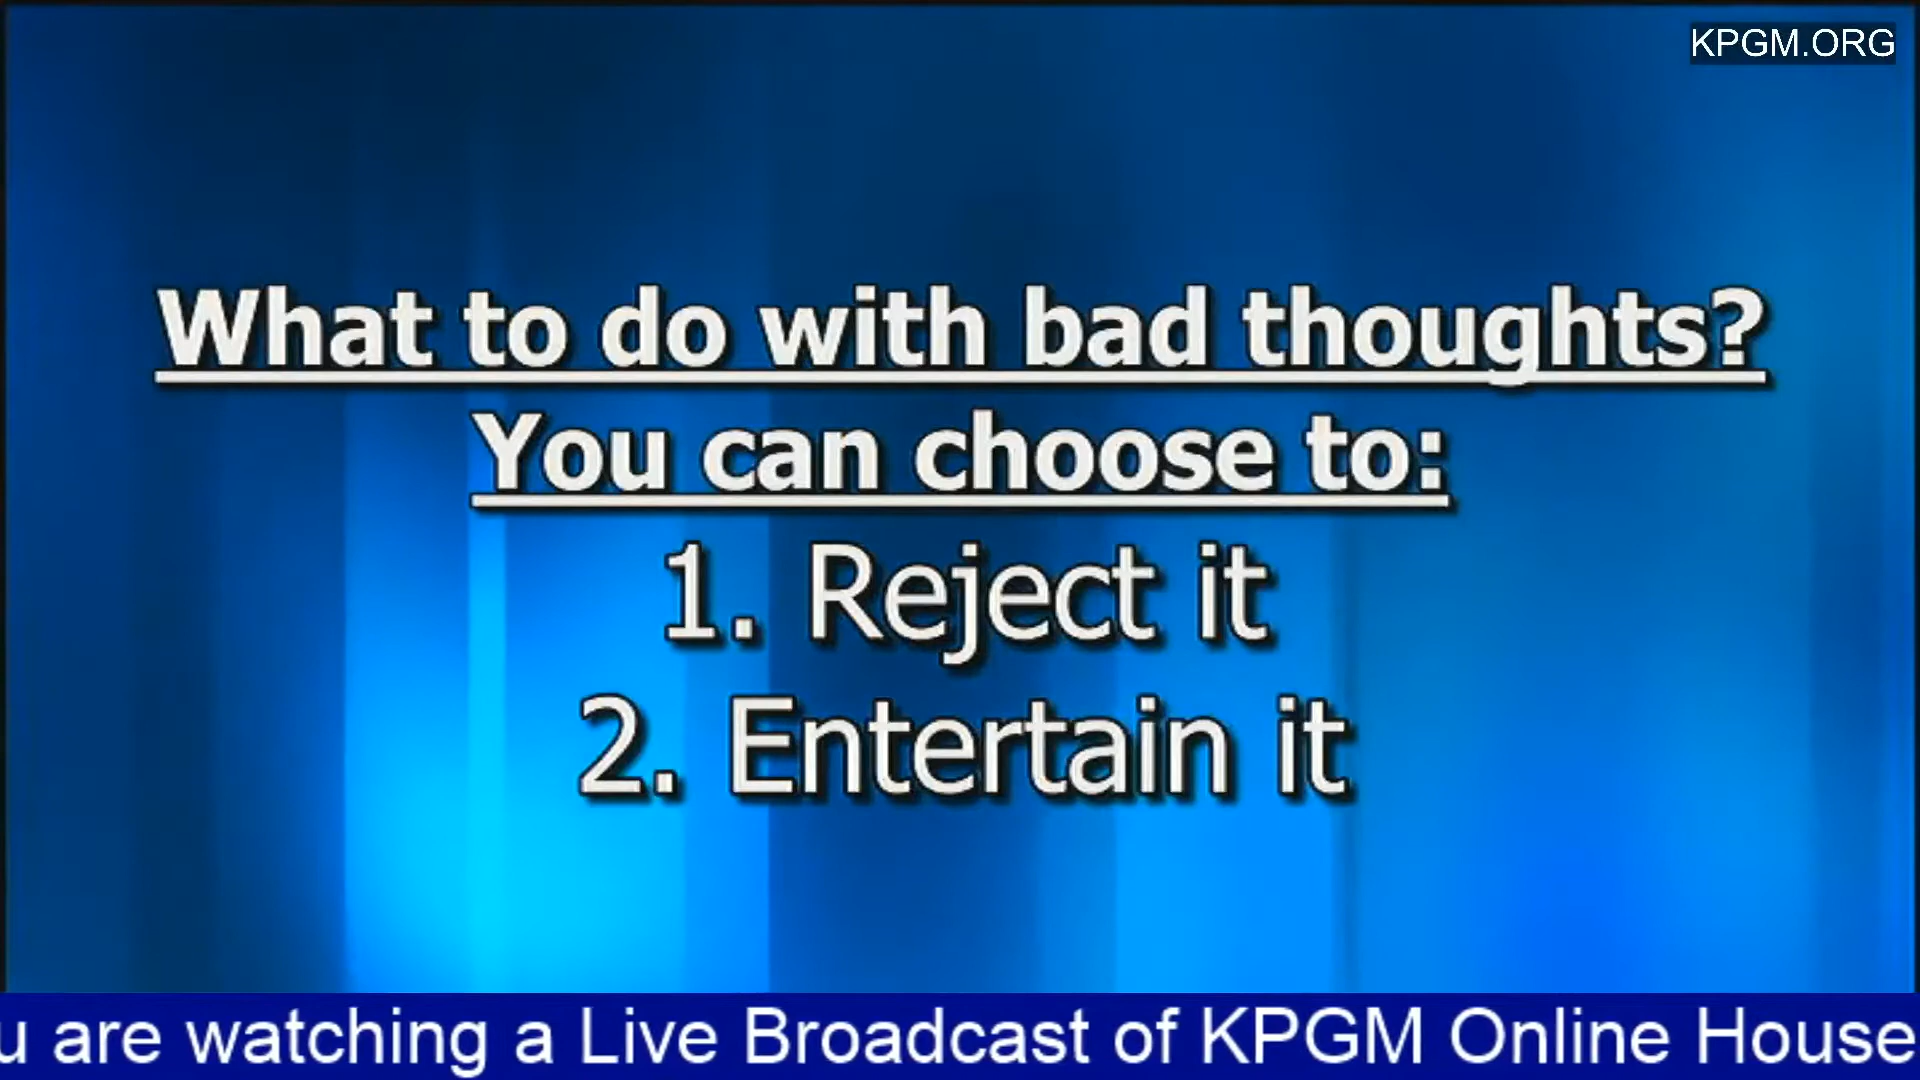 KPGM.ORG
What to do with bad thoughts?
You can choose to:
1. Reject it
2. Entertain it
u are watching a Live Broadcast of KPGM Online House